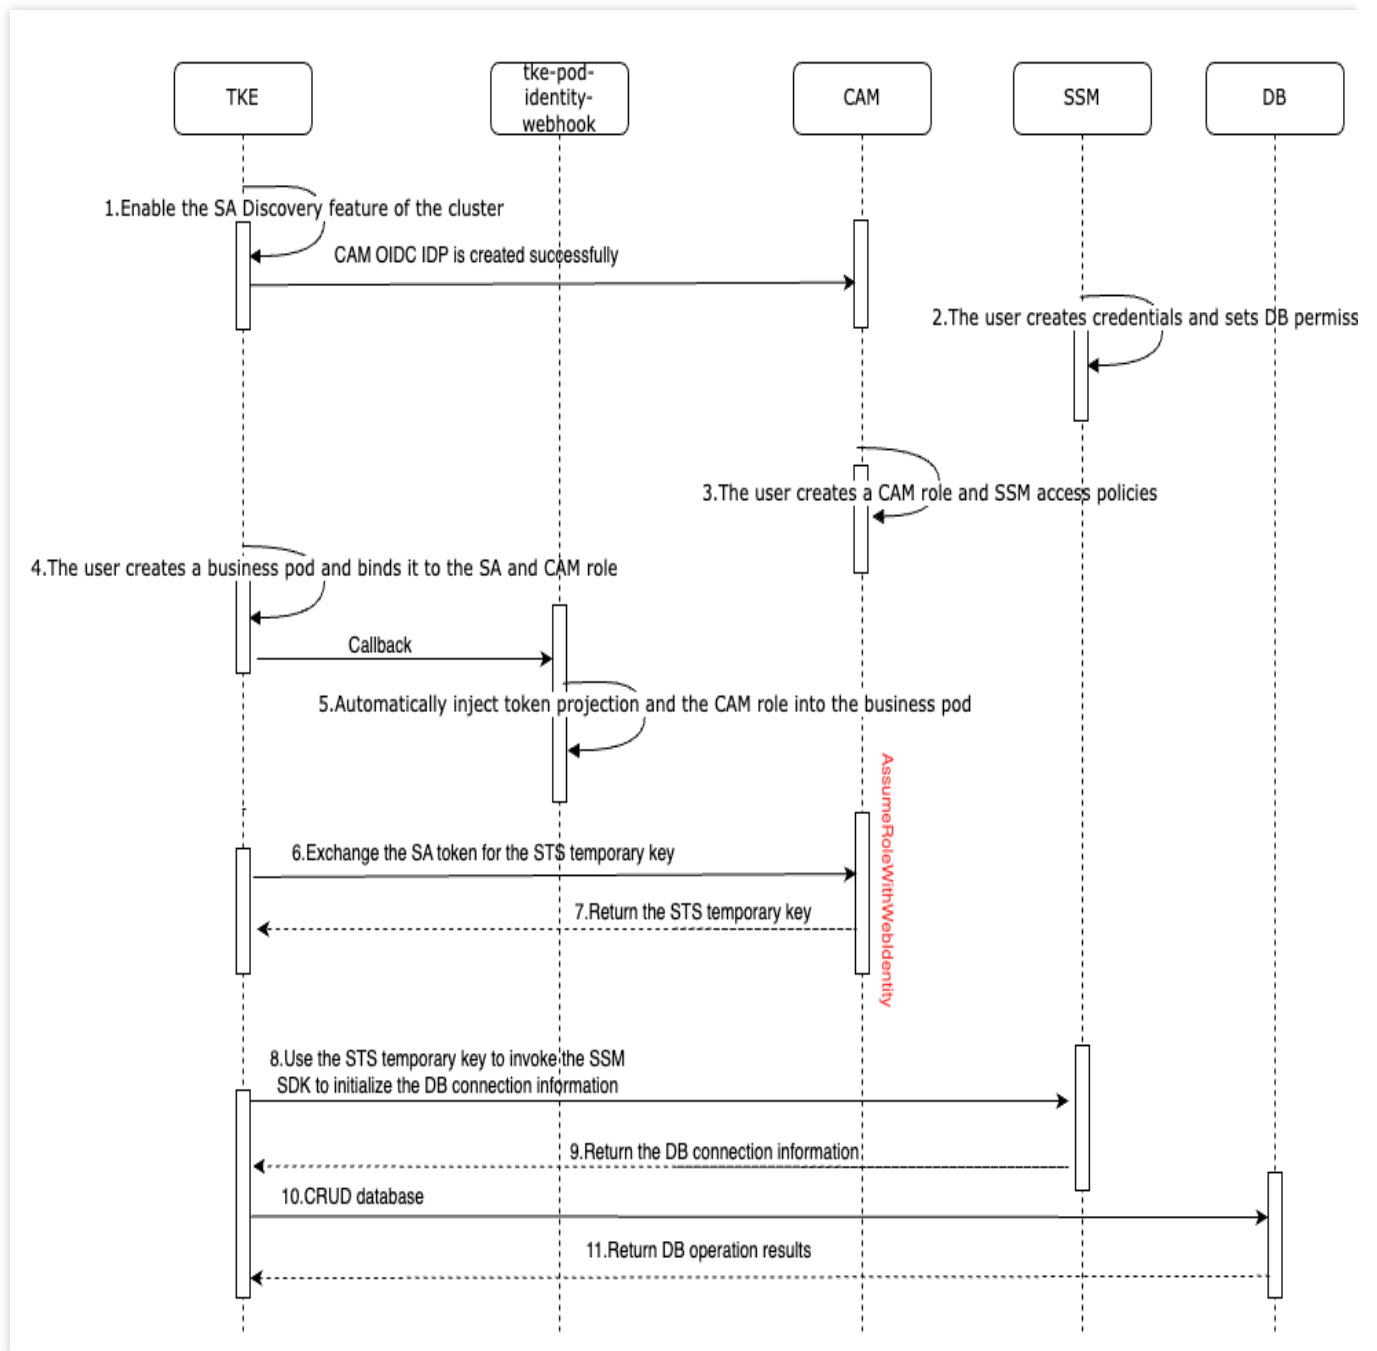 TKE
tke-pod-
identity-
webhook
CAM
SSM
DB
1.Enable the SA Discovery feature of the cluster
CAM OIDC IDP is created successfully
2.The user creates credentials and sets DB permiss
3.The user creates a CAM role and SSM access policies
4.The user creates a business pod and binds it to the SA and CAM role
Callback
5.Automatically inject token projection and the CAM role into the business pod
AssumeRoleWithWebIdentity
6.Exchange the SA token for the STS temporary key
7.Return the STS temporary key
8.Use the STS temporary key to invoke the SSM
SDK to initialize the DB connection information
9.Return the DB connection information
10.CRUD database
11.Return DB operation results